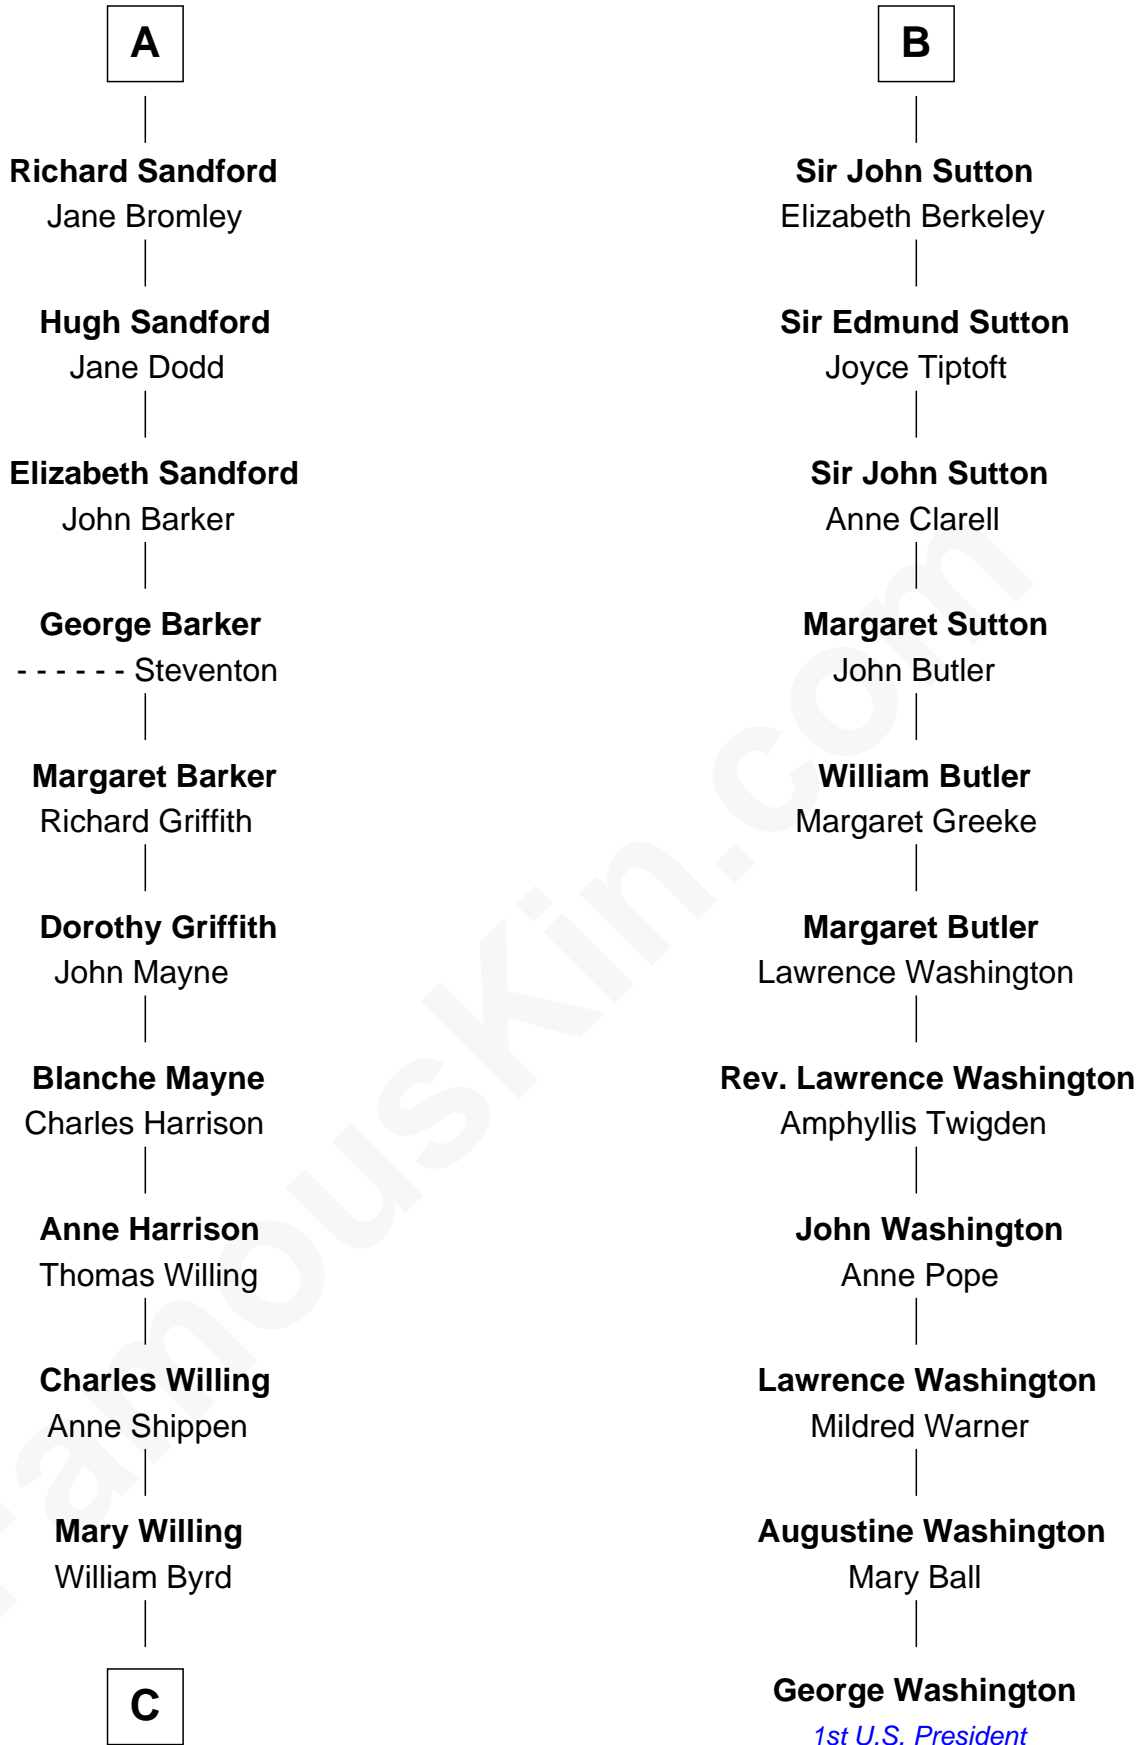 A
Richard Sandford
Jane Bromley
Hugh Sandford
Jane Dodd
Elizabeth Sandford
John Barker
George Barker
- - - - - - Steventon
Margaret Barker
Richard Griffith
Dorothy Griffith
John Mayne
Blanche Mayne
Charles Harrison
Anne Harrison
Thomas Willing
Charles Willing
Anne Shippen
Mary Willing
William Byrd
C
B
Sir John Sutton
Elizabeth Berkeley
Sir Edmund Sutton
Joyce Tiptoft
Sir John Sutton
Anne Clarell
Margaret Sutton
John Butler
William Butler
Margaret Greeke
Margaret Butler
Lawrence Washington
Rev. Lawrence Washington
Amphyllis Twigden
John Washington
Anne Pope
Lawrence Washington
Mildred Warner
Augustine Washington
Mary Ball
George Washington
1st U.S. President
FamousKin.com